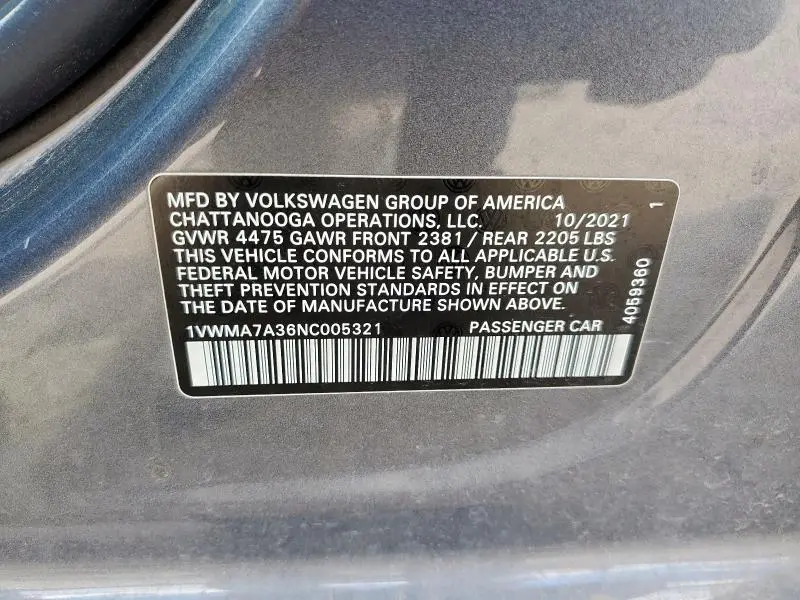 MFD BY VOLKSWAGEN GROUP OF AMERICA
CHATTANOOGA OPERATIONS, LLC. 10/2021
GVWR 4475 GAWR FRONT 2381 / REAR 2205 LBS
THIS VEHICLE CONFORMS TO ALL APPLICABLE U.S.
FEDERAL MOTOR VEHICLE SAFETY, BUMPER AND
THEFT PREVENTION STANDARDS IN EFFECT ON
THE DATE OF MANUFACTURE SHOWN ABOVE.
1VWMA7A36NC005321 PASSENGER CAR
4059360 1